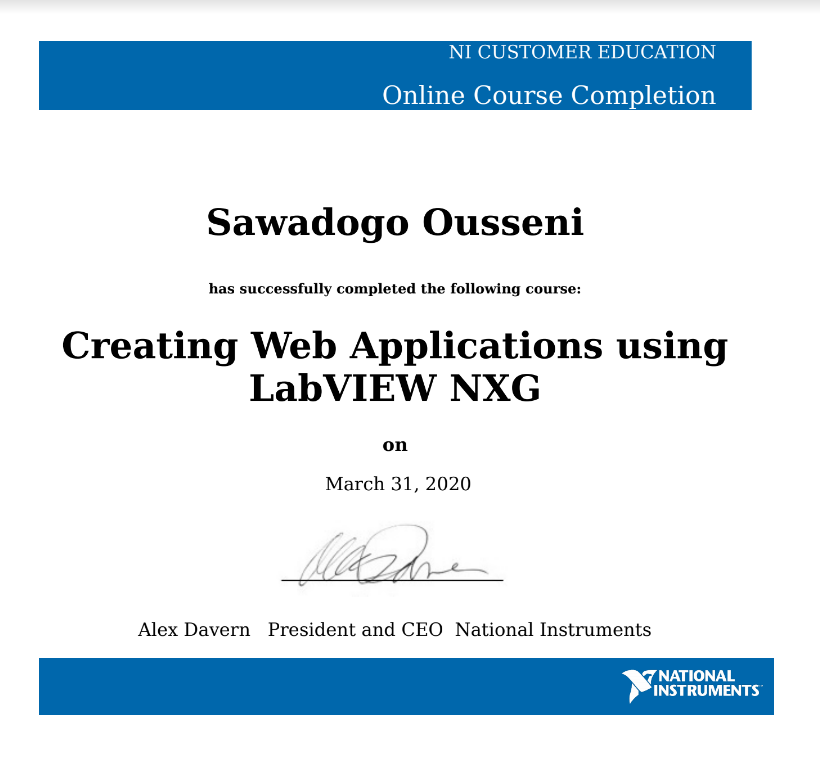 NI CUSTOMER EDUCATION
Online Course Completion
Sawadogo Ousseni
has successfully completed the following course:
Creating Web Applications using
LabVIEW NXG
on
March 31, 2020
Alex Davern President and CEO National Instruments
NATIONAL
INSTRUMENTS